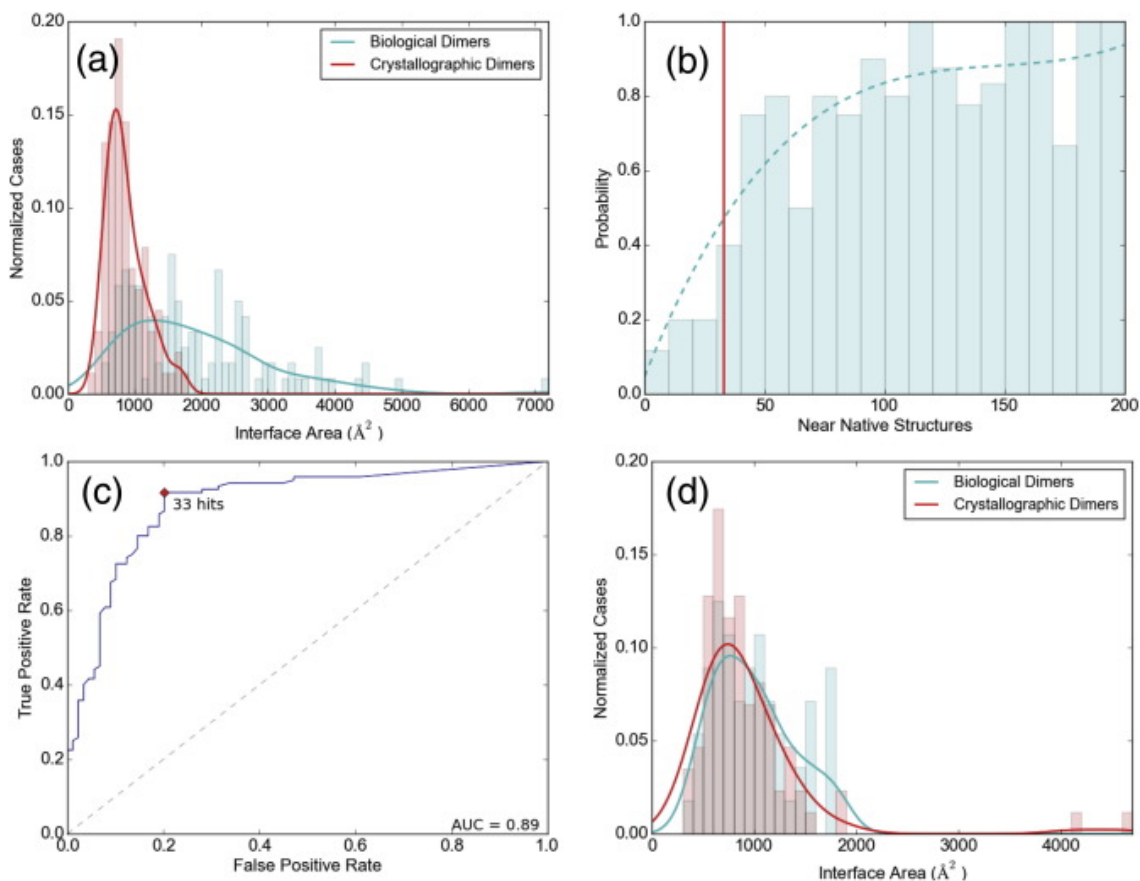 (a)
Biological Dimers
Crystallographic Dimers
Normalized Cases
0.20
0.15
0.10
0.05
0.00
0 1000 2000 3000 4000 5000 6000 7000
Interface Area (Å²)
(b)
Probability
1.0
0.8
0.6
0.4
0.2
0.0
0 50 100 150 200
Near Native Structures
(c)
33 hits
True Positive Rate
1.0
0.8
0.6
0.4
0.2
0.0
AUC = 0.89
0.0 0.2 0.4 0.6 0.8 1.0
False Positive Rate
(d)
Biological Dimers
Crystallographic Dimers
Normalized Cases
0.20
0.15
0.10
0.05
0.00
0 1000 2000 3000 4000
Interface Area (Å²)